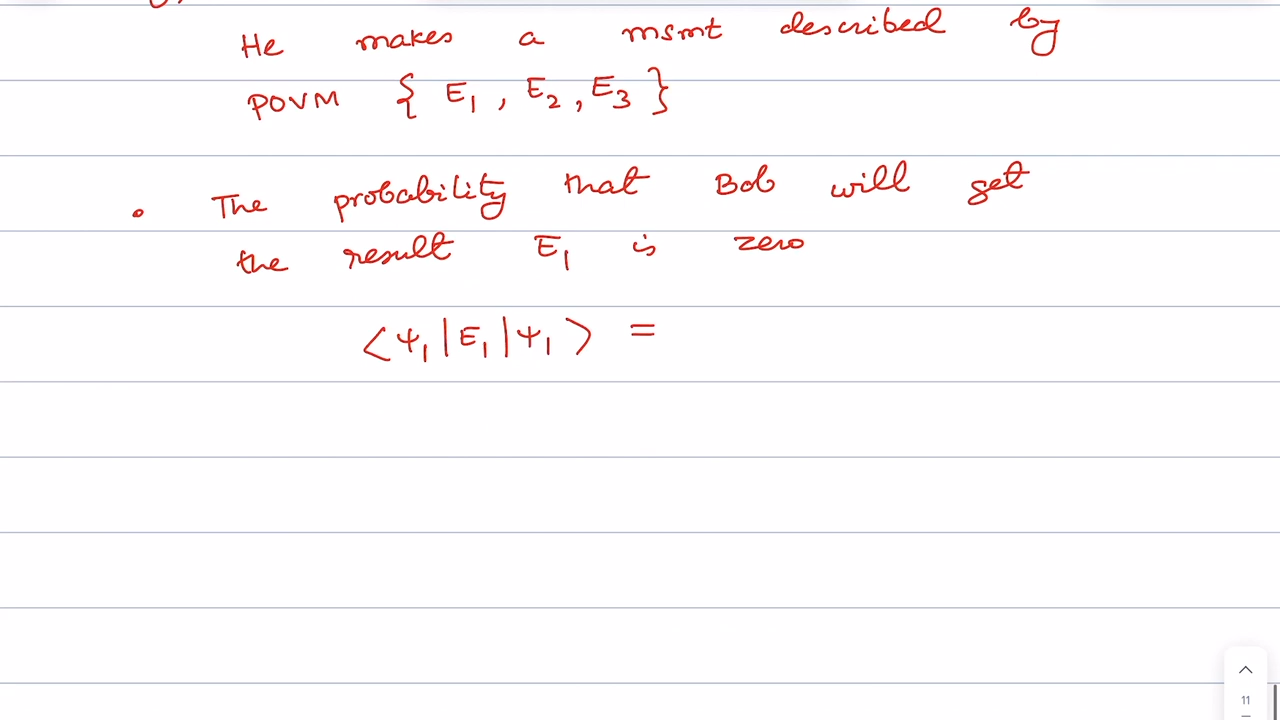 He makes a msmt described by
POVM { E₁ , E₂ , E₃ }
• The probability that Bob will get
the result E₁ is zero
⟨ψ₁|E₁|ψ₁⟩ =
11